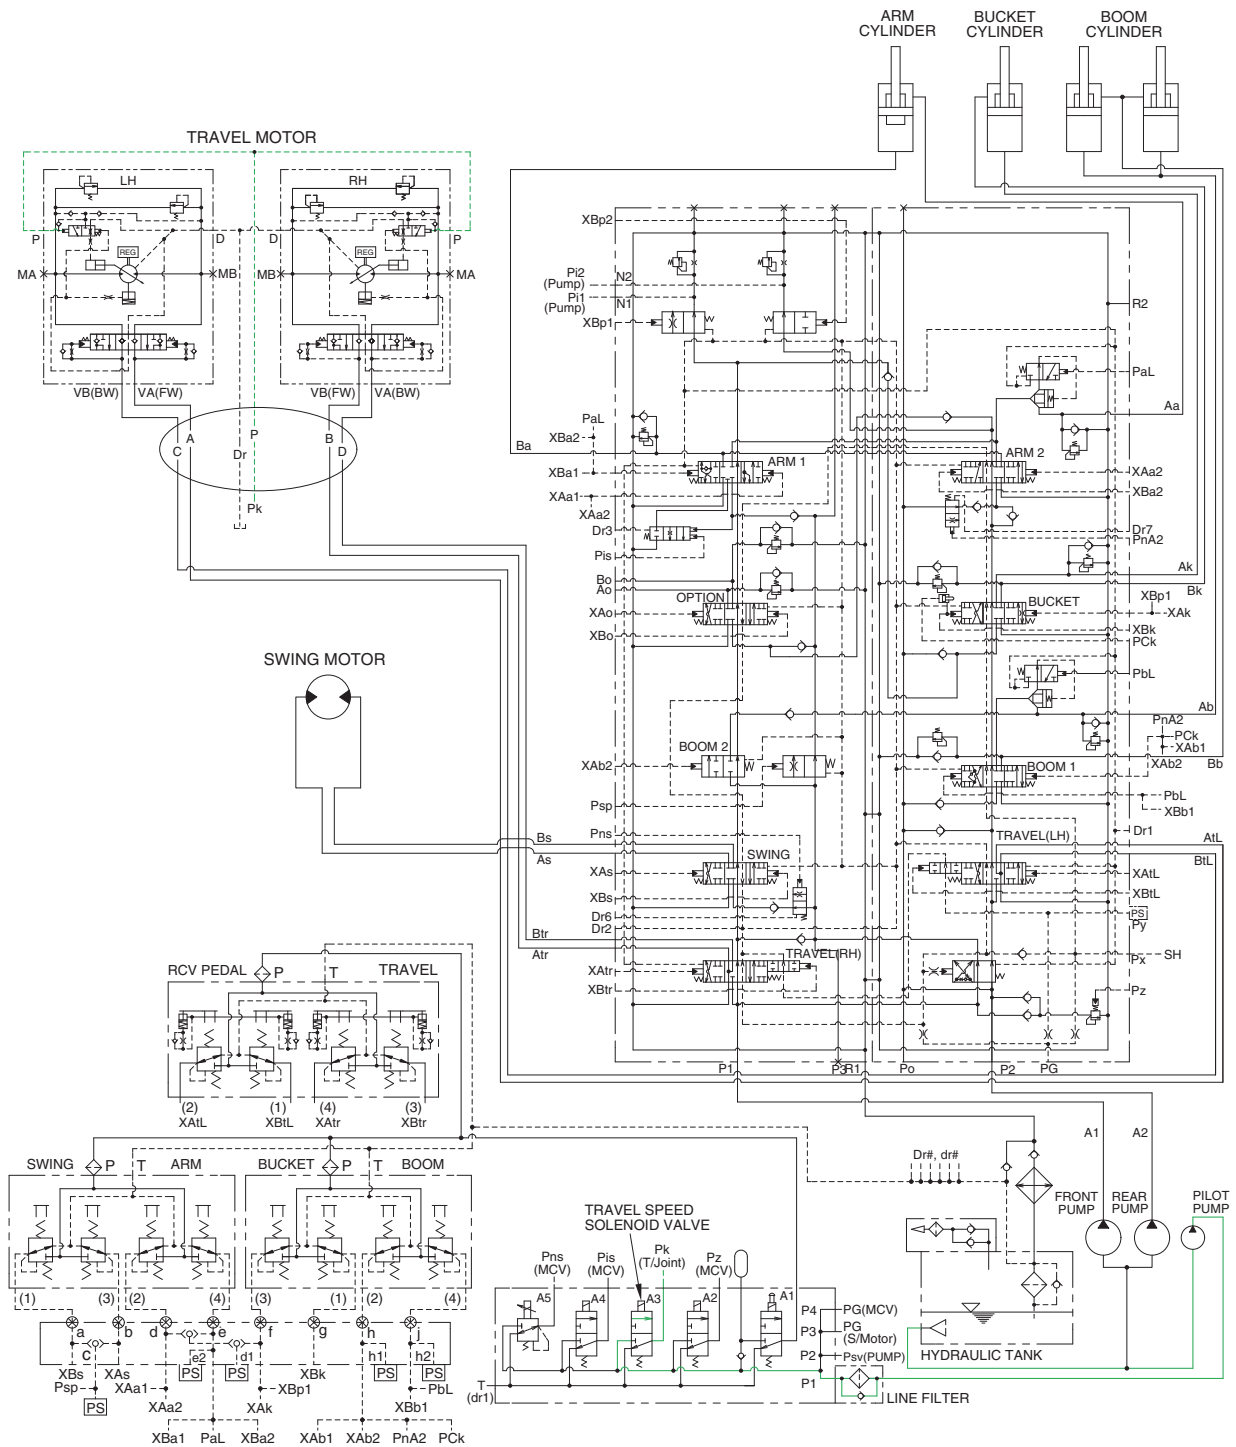 ARM
CYLINDER
BUCKET
CYLINDER
BOOM
CYLINDER
TRAVEL MOTOR
LH
RH
REG
REG
P
D
D
P
MA
MB
MB
MA
VB(BW)
VA(FW)
VB(FW)
VA(BW)
A
C
Dr
P
B
D
Pk
XBp2
Pi2
(Pump)
N2
Pi1
(Pump)
N1
XBp1
R2
PaL
Aa
PaL
XBa2
Ba
XBa1
ARM 1
ARM 2
XAa2
XAa1
XBa2
XAa2
Dr3
Dr7
PnA2
Pis
Ak
Bo
Ao
Bk
OPTION
BUCKET
XBp1
XAo
XAk
XBo
XBk
PCk
SWING MOTOR
PbL
Ab
PnA2
PCk
XAb1
BOOM 2
XAb2
XAb2
Bb
BOOM 1
Psp
PbL
XBb1
Pns
Bs
As
TRAVEL(LH)
Dr1
AtL
BtL
SWING
XAs
XAtL
XBs
XBtL
Dr6
Dr2
PS
Py
Btr
Atr
TRAVEL(RH)
SH
Px
XAtr
XBtr
Pz
P1
P3
R1
Po
P2
PG
RCV PEDAL
P
T
TRAVEL
(2)
(1)
(4)
(3)
XAtL
XBtL
XAtr
XBtr
SWING
P
T
ARM
BUCKET
P
T
BOOM
(1)
(3)
(2)
(4)
(3)
(1)
(2)
(4)
a
b
d
e
f
g
h
j
c
e2
d1
h1
h2
PS
PS
PS
PS
XBs
XAs
XBk
Psp
XAa1
XBp1
PbL
PS
XAa2
XAk
XBb1
XBa1
PaL
XBa2
XAb1
XAb2
PnA2
PCk
A1
A2
Dr#, dr#
FRONT
PUMP
REAR
PUMP
PILOT
PUMP
TRAVEL SPEED
SOLENOID VALVE
Pns
(MCV)
Pis
(MCV)
Pk
(T/Joint)
Pz
(MCV)
A5
A4
A3
A2
A1
P4
PG(MCV)
P3
PG
(S/Motor)
P2
Psv(PUMP)
P1
T
(dr1)
LINE FILTER
HYDRAULIC TANK